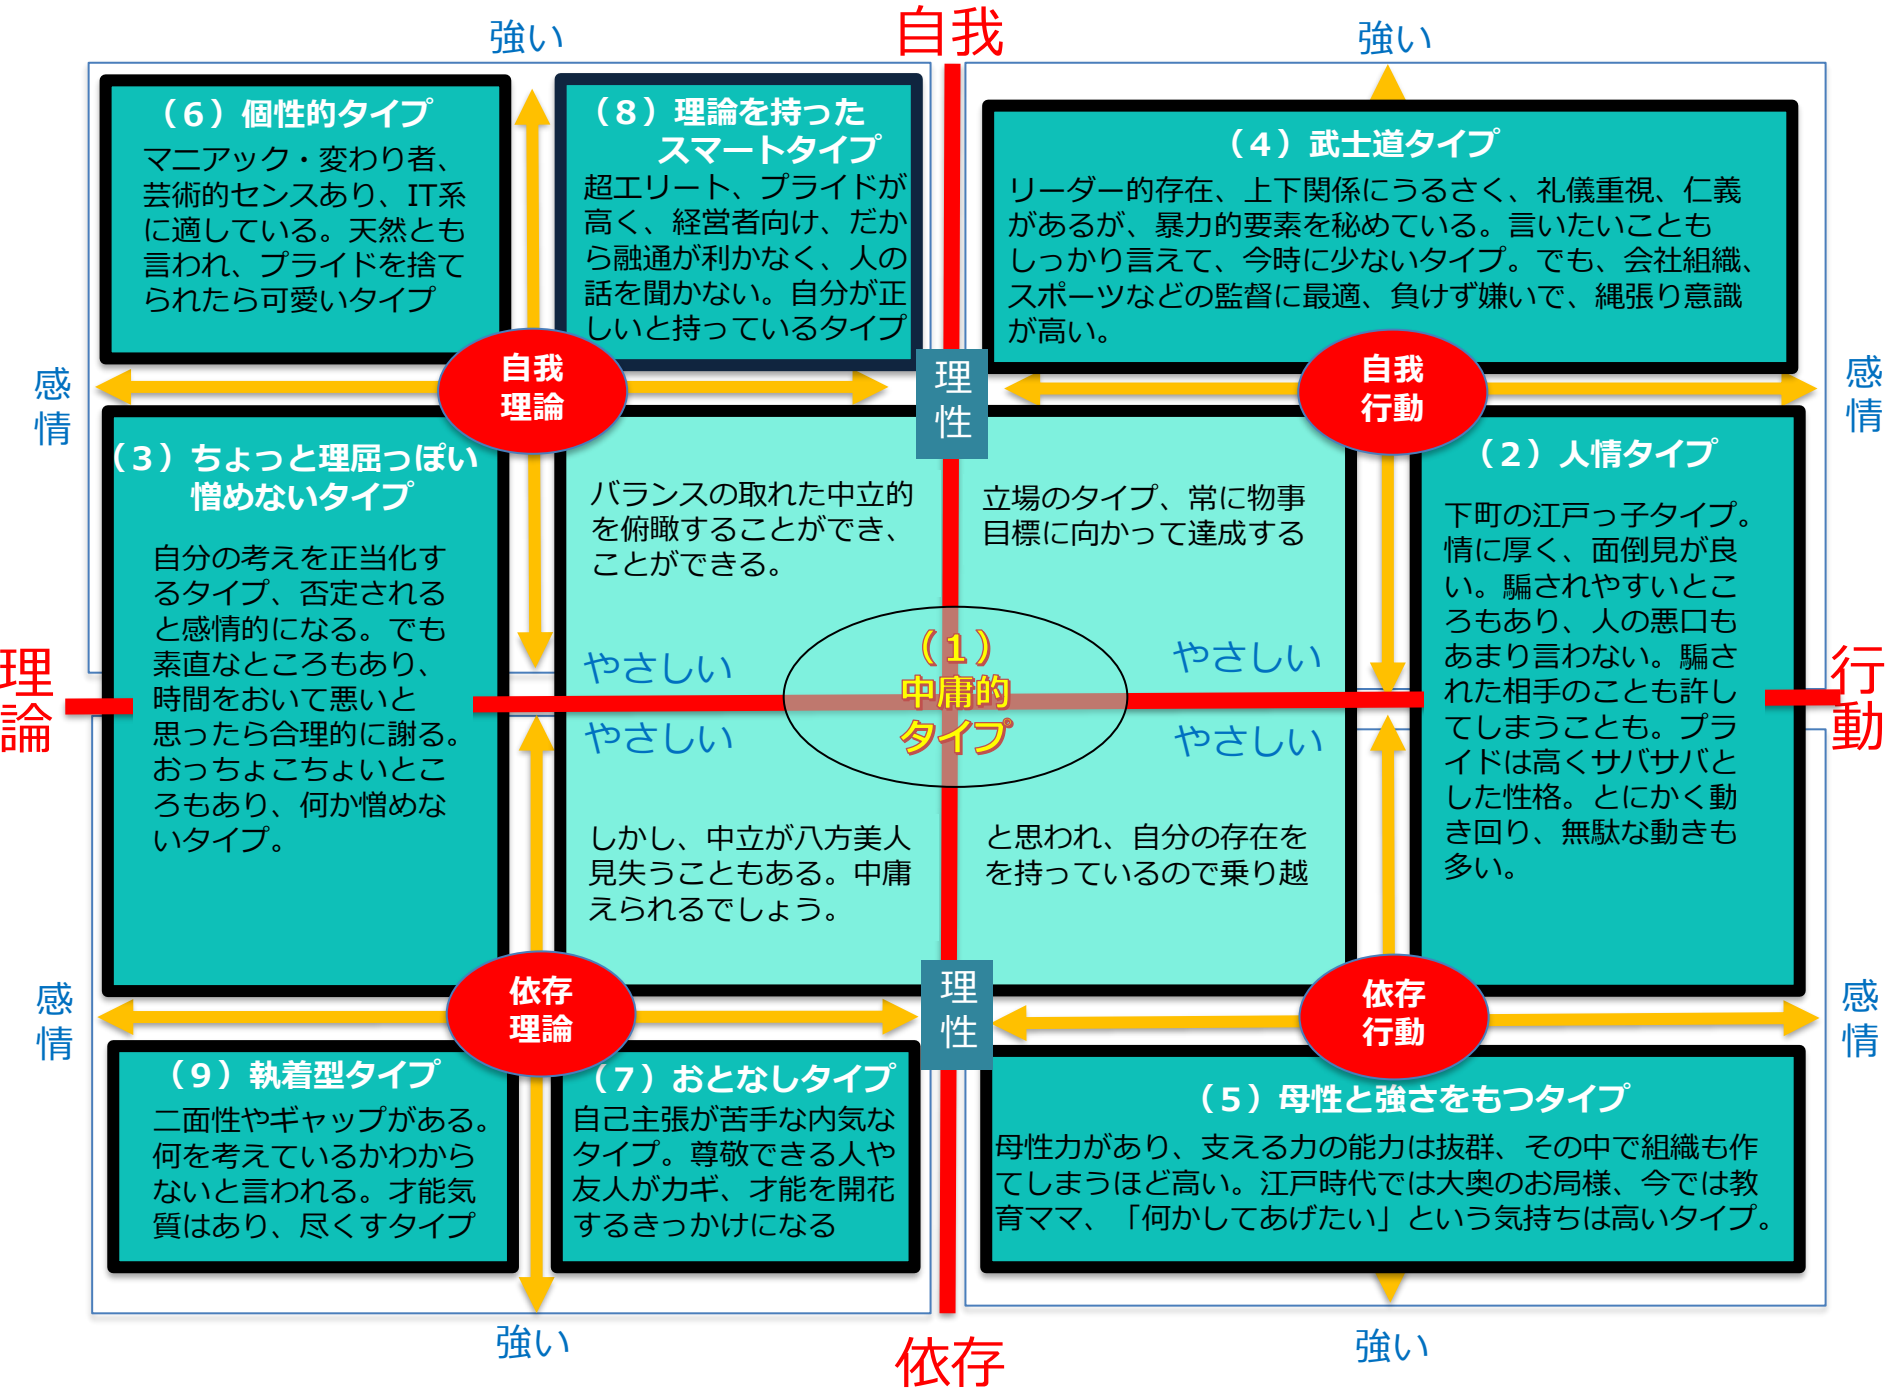 強い
自我
強い
（６）個性的タイプ
マニアック・変わり者、
芸術的センスあり、IT系
に適している。天然とも
言われ、プライドを捨て
られたら可愛いタイプ
（８）理論を持った
スマートタイプ
超エリート、プライドが
高く、経営者向け、だか
ら融通が利かなく、人の
話を聞かない。自分が正
しいと持っているタイプ
（４）武士道タイプ
リーダー的存在、上下関係にうるさく、礼儀重視、仁義
があるが、暴力的要素を秘めている。言いたいことも
しっかり言えて、今時に少ないタイプ。でも、会社組織、
スポーツなどの監督に最適、負けず嫌いで、縄張り意識
が高い。
感情
自我
理論
理性
自我
行動
感情
（３）ちょっと理屈っぽい
憎めないタイプ
自分の考えを正当化す
るタイプ、否定される
と感情的になる。でも
素直なところもあり、
時間をおいて悪いと
思ったら合理的に謝る。
おっちょこちょいとこ
ろもあり、何か憎めな
いタイプ。
バランスの取れた中立的
を俯瞰することができ、
ことができる。
立場のタイプ、常に物事
目標に向かって達成する
（２）人情タイプ
下町の江戸っ子タイプ。
情に厚く、面倒見が良
い。騙されやすいとこ
ろもあり、人の悪口も
あまり言わない。騙さ
れた相手のことも許し
てしまうことも。プラ
イドは高くサバサバと
した性格。とにかく動
き回り、無駄な動きも
多い。
理論
やさしい
やさしい
（１）
中庸的
タイプ
やさしい
やさしい
行動
しかし、中立が八方美人
見失うこともある。中庸
えられるでしょう。
と思われ、自分の存在を
を持っているので乗り越
感情
依存
理論
理性
依存
行動
感情
（９）執着型タイプ
二面性やギャップがある。
何を考えているかわから
ないと言われる。才能気
質はあり、尽くすタイプ
（７）おとなしタイプ
自己主張が苦手な内気な
タイプ。尊敬できる人や
友人がカギ、才能を開花
するきっかけになる
（５）母性と強さをもつタイプ
母性力があり、支える力の能力は抜群、その中で組織も作
てしまうほど高い。江戸時代では大奥のお局様、今では教
育ママ、「何かしてあげたい」という気持ちは高いタイプ。
強い
依存
強い